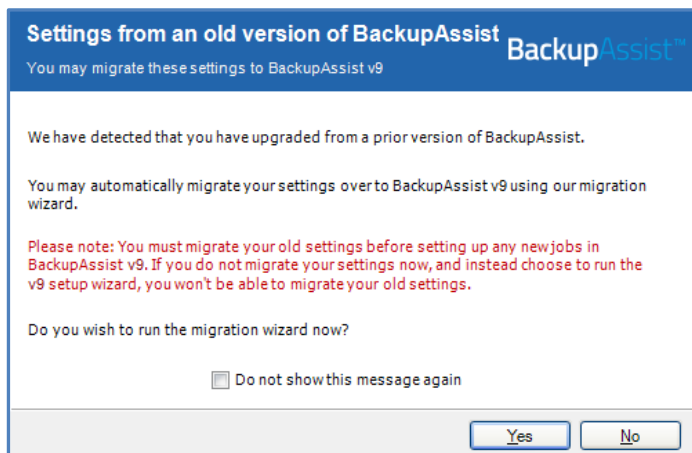 Settings from an old version of BackupAssist
BackupAssist™
You may migrate these settings to BackupAssist v9
We have detected that you have upgraded from a prior version of BackupAssist.
You may automatically migrate your settings over to BackupAssist v9 using our migration
wizard.
Please note: You must migrate your old settings before setting up any new jobs in
BackupAssist v9. If you do not migrate your settings now, and instead choose to run the
v9 setup wizard, you won't be able to migrate your old settings.
Do you wish to run the migration wizard now?
Do not show this message again
Yes
No